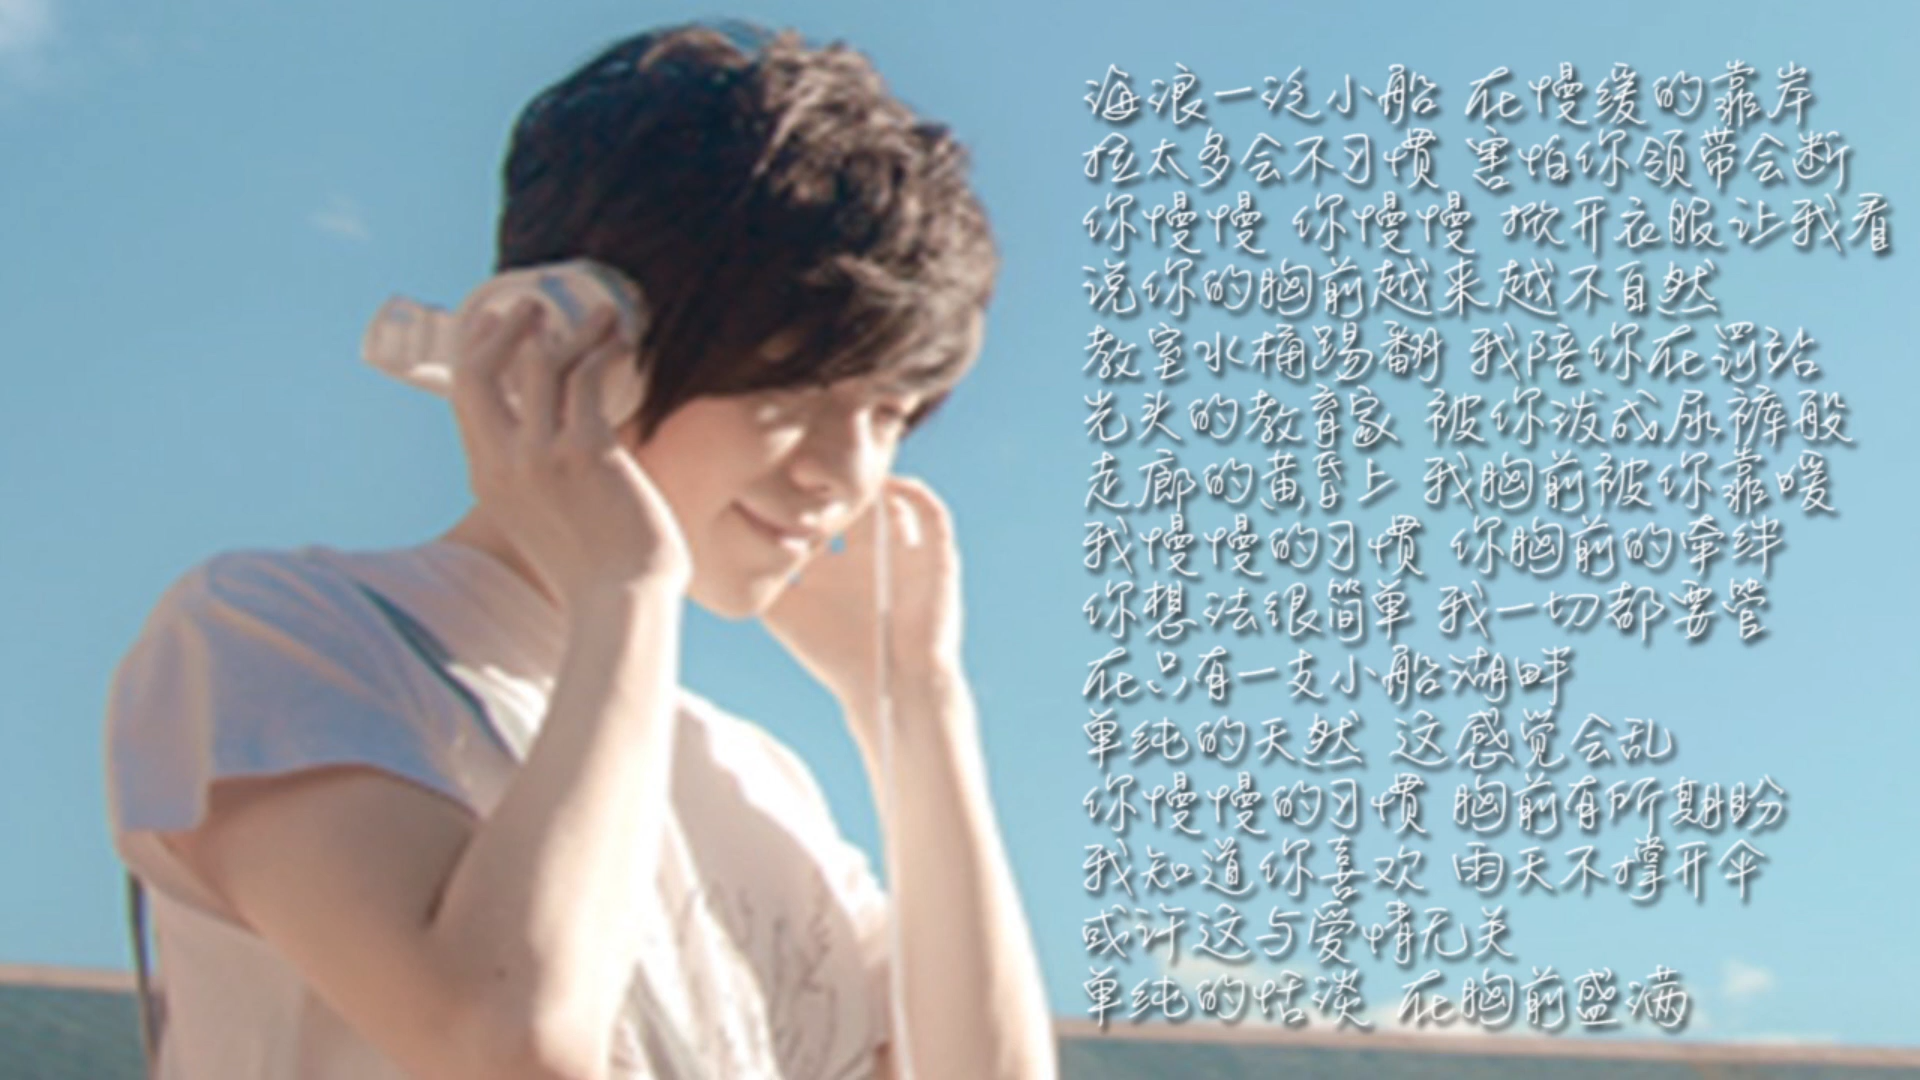 海浪一泛小船 在慢缓的靠岸
拉太多会不习惯 害怕你领带会断
你慢慢 你慢慢 掀开衣服让我看
说你的胸前越来越不自然
教室水桶踢翻 我陪你在罚站
光头的教育家 被你泼成尿裤般
走廊的黄昏上 我胸前被你靠暖
我慢慢的习惯 你胸前的牵绊
你想法很简单 我一切都要管
在只有一支小船湖畔
单纯的天然 这感觉会乱
你慢慢的习惯 胸前有所期盼
我知道你喜欢 雨天不撑开伞
或许这与爱情无关
单纯的恬淡 在胸前盛满